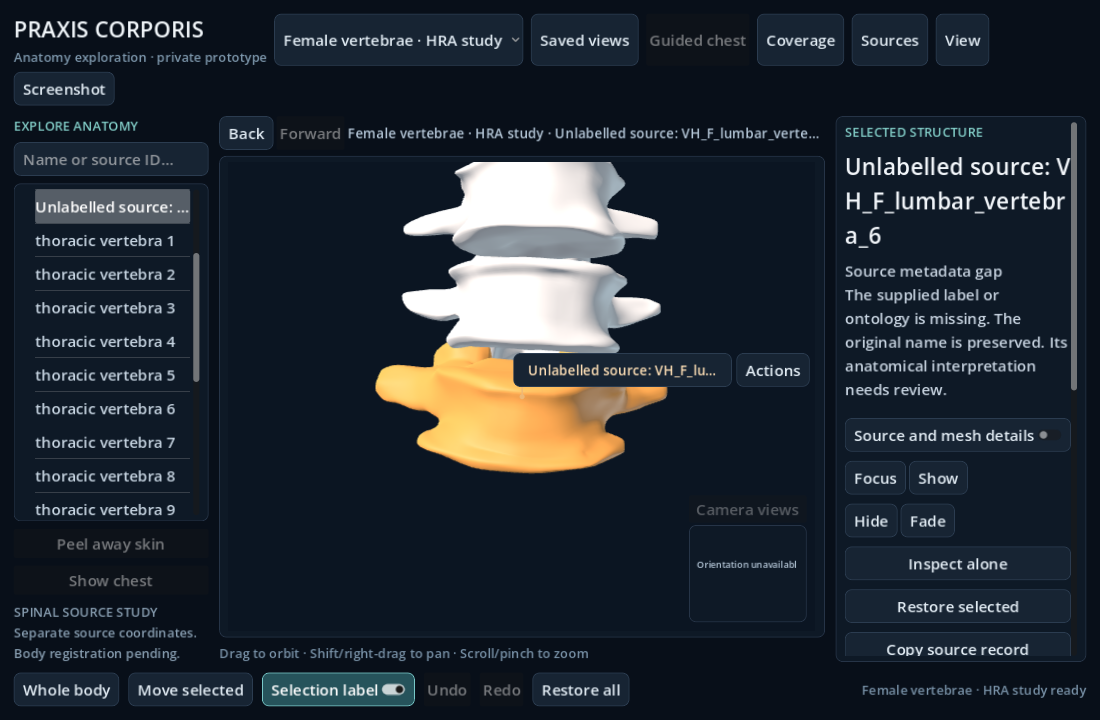 PRAXIS CORPORIS
Anatomy exploration · private prototype
Female vertebrae · HRA study
Saved views
Guided chest
Coverage
Sources
View
Screenshot
EXPLORE ANATOMY
Name or source ID...
Unlabelled source: ...
thoracic vertebra 1
thoracic vertebra 2
thoracic vertebra 3
thoracic vertebra 4
thoracic vertebra 5
thoracic vertebra 6
thoracic vertebra 7
thoracic vertebra 8
thoracic vertebra 9
Peel away skin
Show chest
SPINAL SOURCE STUDY
Separate source coordinates.
Body registration pending.
Back
Forward
Female vertebrae · HRA study · Unlabelled source: VH_F_lumbar_verte...
Unlabelled source: VH_F_lu...
Actions
Camera views
Orientation unavailabl
Drag to orbit · Shift/right-drag to pan · Scroll/pinch to zoom
SELECTED STRUCTURE
Unlabelled source: V
H_F_lumbar_vertebr
a_6
Source metadata gap
The supplied label or
ontology is missing. The
original name is preserved. Its
anatomical interpretation
needs review.
Source and mesh details
Focus
Show
Hide
Fade
Inspect alone
Restore selected
Copy source record
Whole body
Move selected
Selection label
Undo
Redo
Restore all
Female vertebrae · HRA study ready